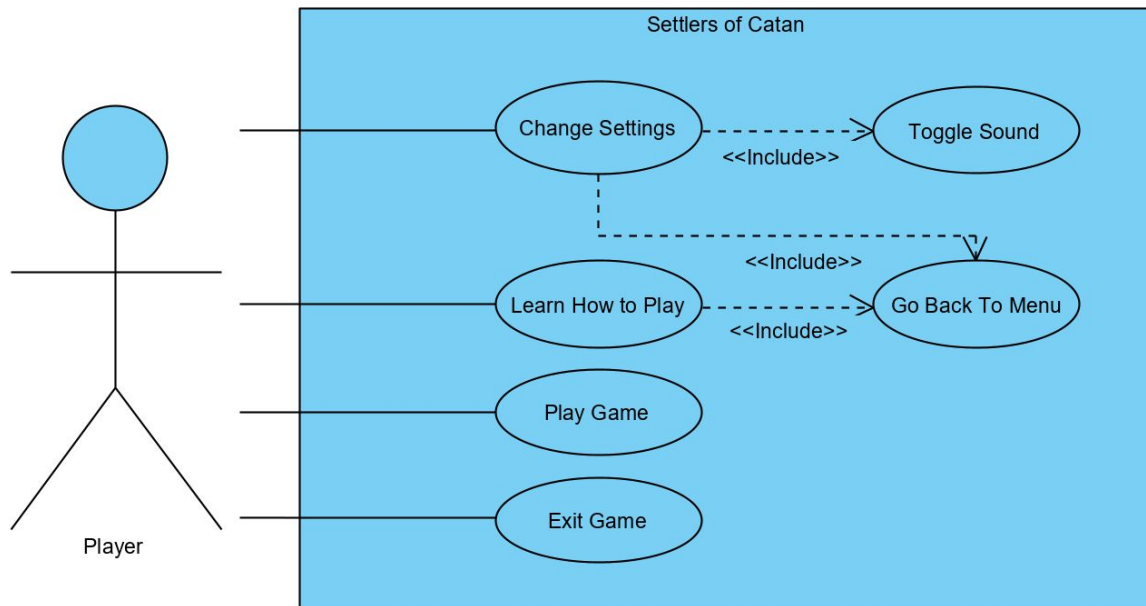 Settlers of Catan
Change Settings
Toggle Sound
<<Include>>
<<Include>>
Learn How to Play
Go Back To Menu
<<Include>>
Play Game
Exit Game
Player